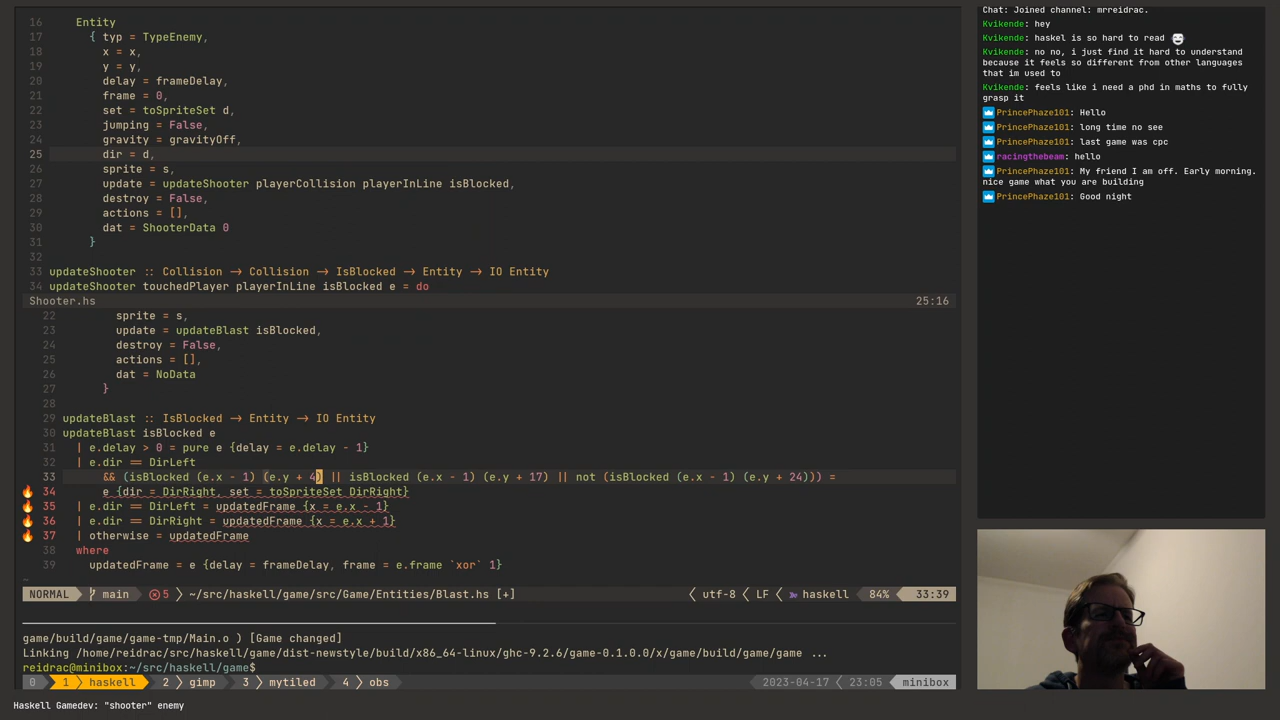 16     Entity
17       { typ = TypeEnemy,
18         x = x,
19         y = y,
20         delay = frameDelay,
21         frame = 0,
22         set = toSpriteSet d,
23         jumping = False,
24         gravity = gravityOff,
25         dir = d,
26         sprite = s,
27         update = updateShooter playerCollision playerInLine isBlocked,
28         destroy = False,
29         actions = [],
30         dat = ShooterData 0
31       }
32
33 updateShooter :: Collision → Collision → IsBlocked → Entity → IO Entity
34 updateShooter touchedPlayer playerInLine isBlocked e = do
Shooter.hs 25:16
22         sprite = s,
23         update = updateBlast isBlocked,
24         destroy = False,
25         actions = [],
26         dat = NoData
27       }
28
29 updateBlast :: IsBlocked → Entity → IO Entity
30 updateBlast isBlocked e
31   | e.delay > 0 = pure e {delay = e.delay - 1}
32   | e.dir == DirLeft
33       && (isBlocked (e.x - 1) (e.y + 4) || isBlocked (e.x - 1) (e.y + 17) || not (isBlocked (e.x - 1) (e.y + 24))) =
🔥 34       e {dir = DirRight, set = toSpriteSet DirRight}
🔥 35   | e.dir == DirLeft = updatedFrame {x = e.x - 1}
🔥 36   | e.dir == DirRight = updatedFrame {x = e.x + 1}
🔥 37   | otherwise = updatedFrame
38   where
39     updatedFrame = e {delay = frameDelay, frame = e.frame `xor` 1}
~
NORMAL main 5 ~/src/haskell/game/src/Game/Entities/Blast.hs [+] utf-8 LF haskell 84% 33:39
game/build/game/game-tmp/Main.o ) [Game changed]
Linking /home/reidrac/src/haskell/game/dist-newstyle/build/x86_64-linux/ghc-9.2.6/game-0.1.0.0/x/game/build/game/game ...
reidrac@minibox:~/src/haskell/game$
0 1 haskell 2 gimp 3 mytiled 4 obs 2023-04-17 23:05 minibox
Haskell Gamedev: "shooter" enemy
Chat: Joined channel: mrreidrac.
Kvikende: hey
Kvikende: haskel is so hard to read
Kvikende: no no, i just find it hard to understand
because it feels so different from other languages
that im used to
Kvikende: feels like i need a phd in maths to fully
grasp it
PrincePhaze101: Hello
PrincePhaze101: long time no see
PrincePhaze101: last game was cpc
racingthebeam: hello
PrincePhaze101: My friend I am off. Early morning.
nice game what you are building
PrincePhaze101: Good night